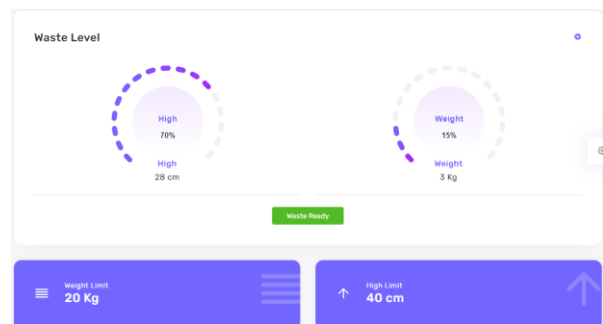 Waste Level
High
70%
High
28 cm
Weight
15%
Weight
3 Kg
Waste Ready
Weight Limit
20 Kg
High Limit
40 cm